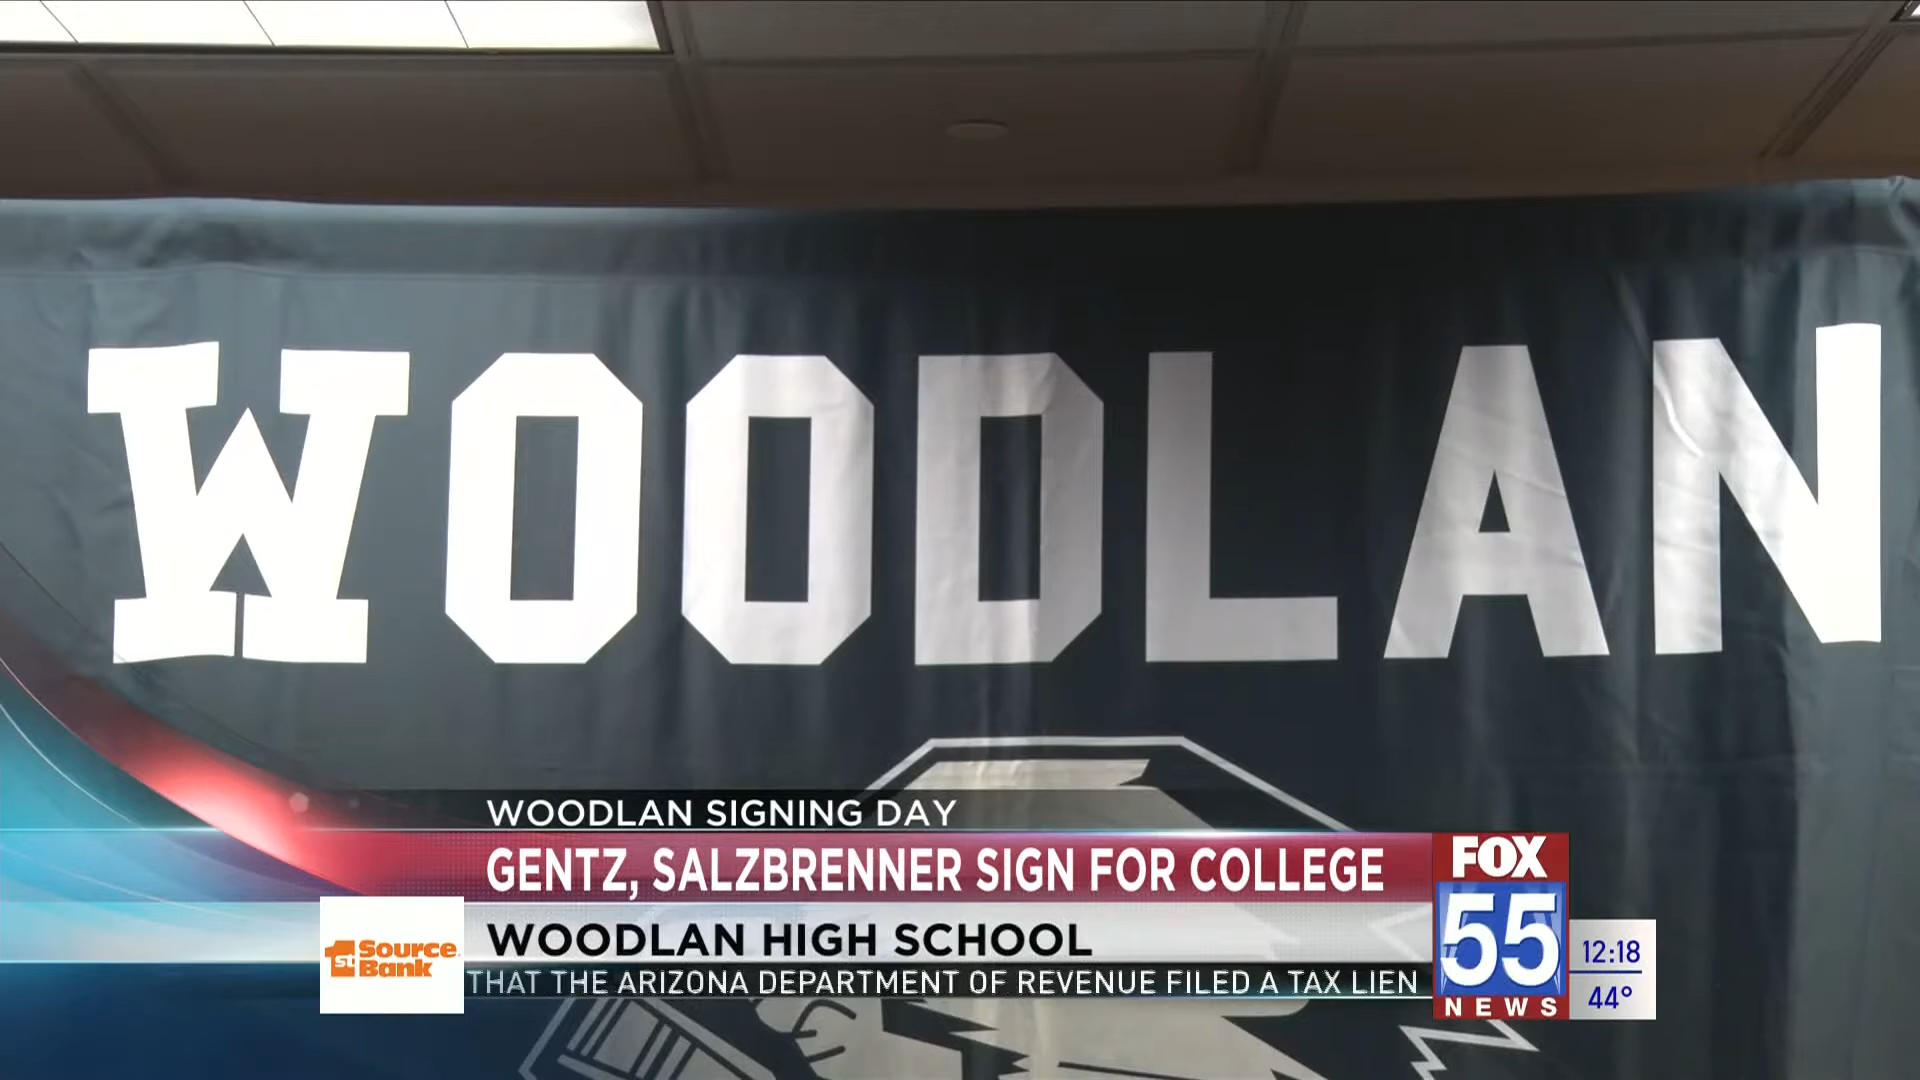 WOODLAN
WOODLAN SIGNING DAY
GENTZ, SALZBRENNER SIGN FOR COLLEGE
WOODLAN HIGH SCHOOL
1st Source Bank
THAT THE ARIZONA DEPARTMENT OF REVENUE FILED A TAX LIEN
FOX
55
NEWS
12:18
44°